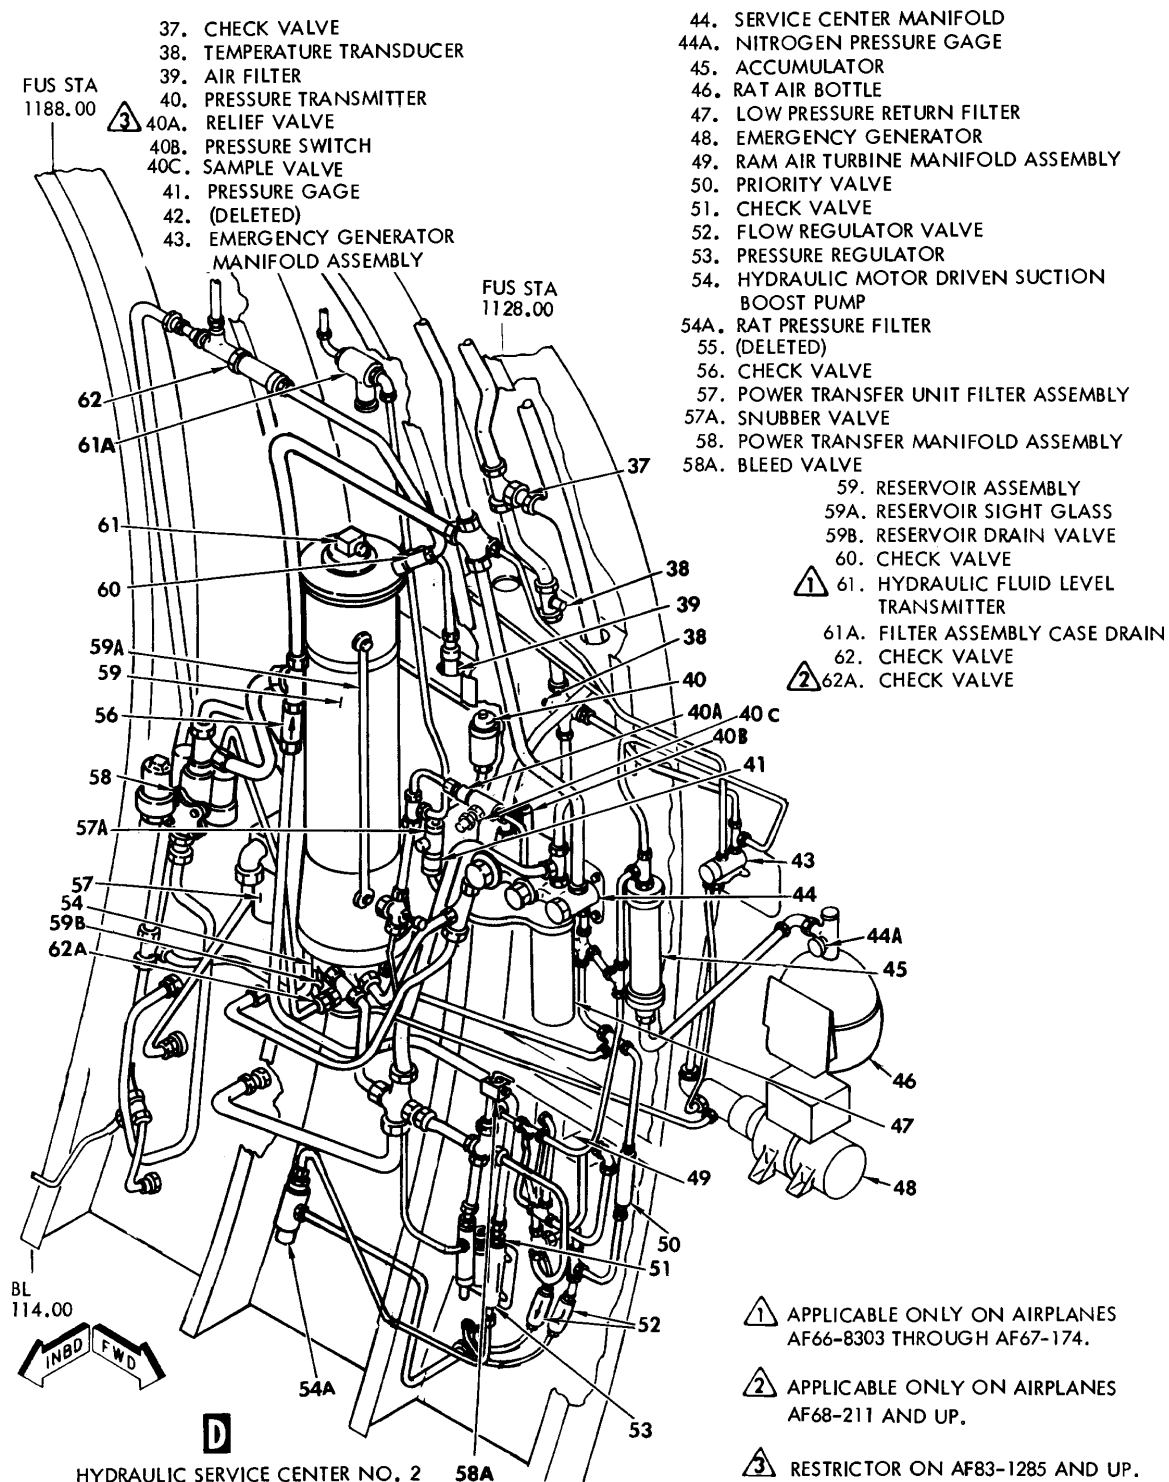 37. CHECK VALVE
38. TEMPERATURE TRANSDUCER
39. AIR FILTER
40. PRESSURE TRANSMITTER
3 40A. RELIEF VALVE
40B. PRESSURE SWITCH
40C. SAMPLE VALVE
41. PRESSURE GAGE
42. (DELETED)
43. EMERGENCY GENERATOR
MANIFOLD ASSEMBLY
44. SERVICE CENTER MANIFOLD
44A. NITROGEN PRESSURE GAGE
45. ACCUMULATOR
46. RAT AIR BOTTLE
47. LOW PRESSURE RETURN FILTER
48. EMERGENCY GENERATOR
49. RAM AIR TURBINE MANIFOLD ASSEMBLY
50. PRIORITY VALVE
51. CHECK VALVE
52. FLOW REGULATOR VALVE
53. PRESSURE REGULATOR
54. HYDRAULIC MOTOR DRIVEN SUCTION
BOOST PUMP
54A. RAT PRESSURE FILTER
55. (DELETED)
56. CHECK VALVE
57. POWER TRANSFER UNIT FILTER ASSEMBLY
57A. SNUBBER VALVE
58. POWER TRANSFER MANIFOLD ASSEMBLY
58A. BLEED VALVE
59. RESERVOIR ASSEMBLY
59A. RESERVOIR SIGHT GLASS
59B. RESERVOIR DRAIN VALVE
60. CHECK VALVE
1 61. HYDRAULIC FLUID LEVEL
TRANSMITTER
61A. FILTER ASSEMBLY CASE DRAIN
62. CHECK VALVE
2 62A. CHECK VALVE
FUS STA
1188.00
FUS STA
1128.00
62
61A
61
60
59A
59
56
58
57A
57
54
59B
62A
37
38
39
38
40
40A
40C
40B
41
43
44
44A
45
46
47
48
49
50
51
52
53
54A
58A
BL
114.00
INBD
FWD
D
HYDRAULIC SERVICE CENTER NO. 2
1 APPLICABLE ONLY ON AIRPLANES
AF66-8303 THROUGH AF67-174.
2 APPLICABLE ONLY ON AIRPLANES
AF68-211 AND UP.
3 RESTRICTOR ON AF83-1285 AND UP.